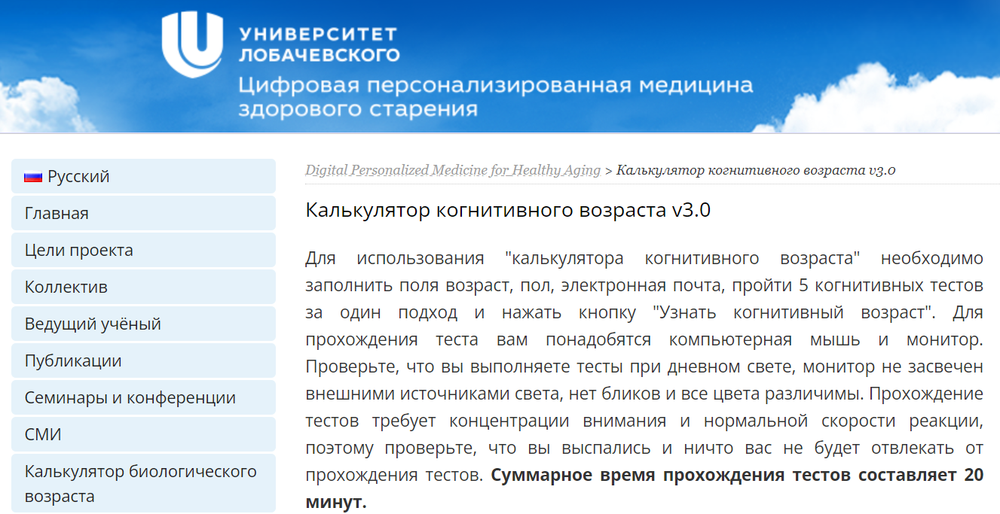 УНИВЕРСИТЕТ
ЛОБАЧЕВСКОГО
Цифровая персонализированная медицина
здорового старения
Русский
Главная
Цели проекта
Коллектив
Ведущий учёный
Публикации
Семинары и конференции
СМИ
Калькулятор биологического
возраста
Digital Personalized Medicine for Healthy Aging > Калькулятор когнитивного возраста v3.0
Калькулятор когнитивного возраста v3.0
Для использования "калькулятора когнитивного возраста" необходимо
заполнить поля возраст, пол, электронная почта, пройти 5 когнитивных тестов
за один подход и нажать кнопку "Узнать когнитивный возраст". Для
прохождения теста вам понадобятся компьютерная мышь и монитор.
Проверьте, что вы выполняете тесты при дневном свете, монитор не засвечен
внешними источниками света, нет бликов и все цвета различимы. Прохождение
тестов требует концентрации внимания и нормальной скорости реакции,
поэтому проверьте, что вы выспались и ничто вас не будет отвлекать от
прохождения тестов. Суммарное время прохождения тестов составляет 20
минут.